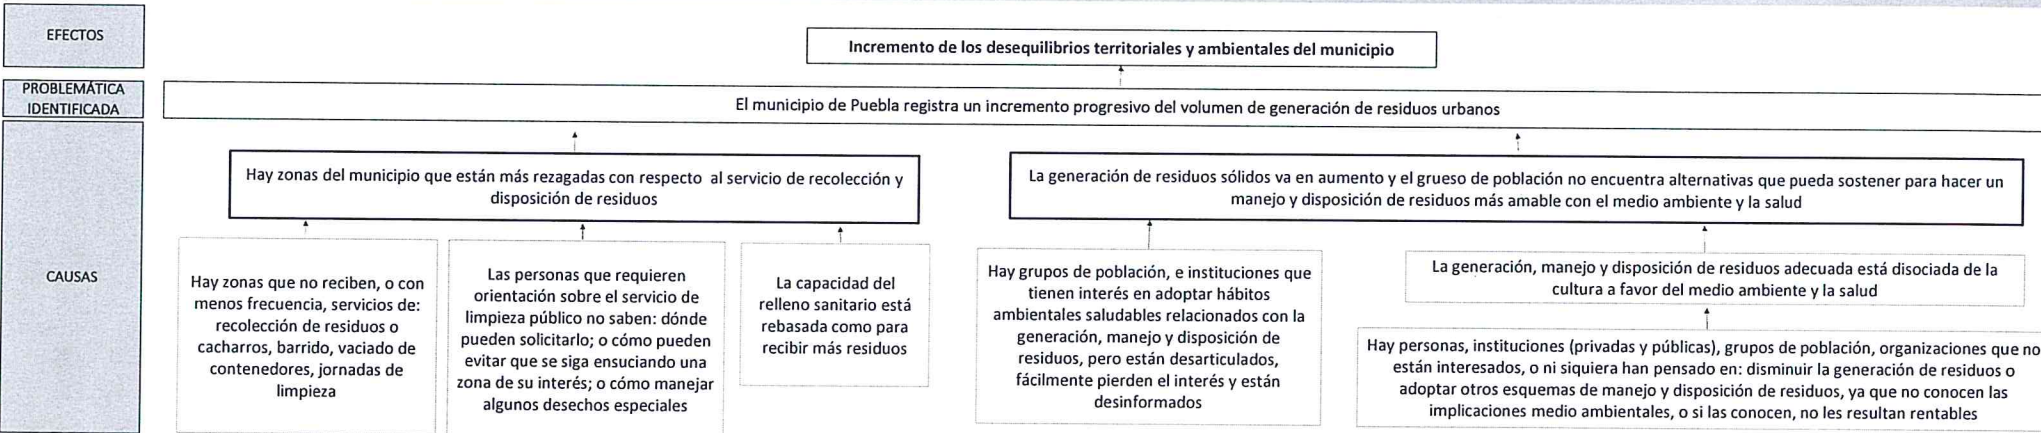 EFECTOS
Incremento de los desequilibrios territoriales y ambientales del municipio
PROBLEMÁTICA
IDENTIFICADA
El municipio de Puebla registra un incremento progresivo del volumen de generación de residuos urbanos
CAUSAS
Hay zonas del municipio que están más rezagadas con respecto al servicio de recolección y
disposición de residuos
La generación de residuos sólidos va en aumento y el grueso de población no encuentra alternativas que pueda sostener para hacer un
manejo y disposición de residuos más amable con el medio ambiente y la salud
Hay zonas que no reciben, o con
menos frecuencia, servicios de:
recolección de residuos o
cacharros, barrido, vaciado de
contenedores, jornadas de
limpieza
Las personas que requieren
orientación sobre el servicio de
limpieza público no saben: dónde
pueden solicitarlo; o cómo pueden
evitar que se siga ensuciando una
zona de su interés; o cómo manejar
algunos desechos especiales
La capacidad del
relleno sanitario está
rebasada como para
recibir más residuos
Hay grupos de población, e instituciones que
tienen interés en adoptar hábitos
ambientales saludables relacionados con la
generación, manejo y disposición de
residuos, pero están desarticulados,
fácilmente pierden el interés y están
desinformados
La generación, manejo y disposición de residuos adecuada está disociada de la
cultura a favor del medio ambiente y la salud
Hay personas, instituciones (privadas y públicas), grupos de población, organizaciones que no
están interesados, o ni siquiera han pensado en: disminuir la generación de residuos o
adoptar otros esquemas de manejo y disposición de residuos, ya que no conocen las
implicaciones medio ambientales, o si las conocen, no les resultan rentables